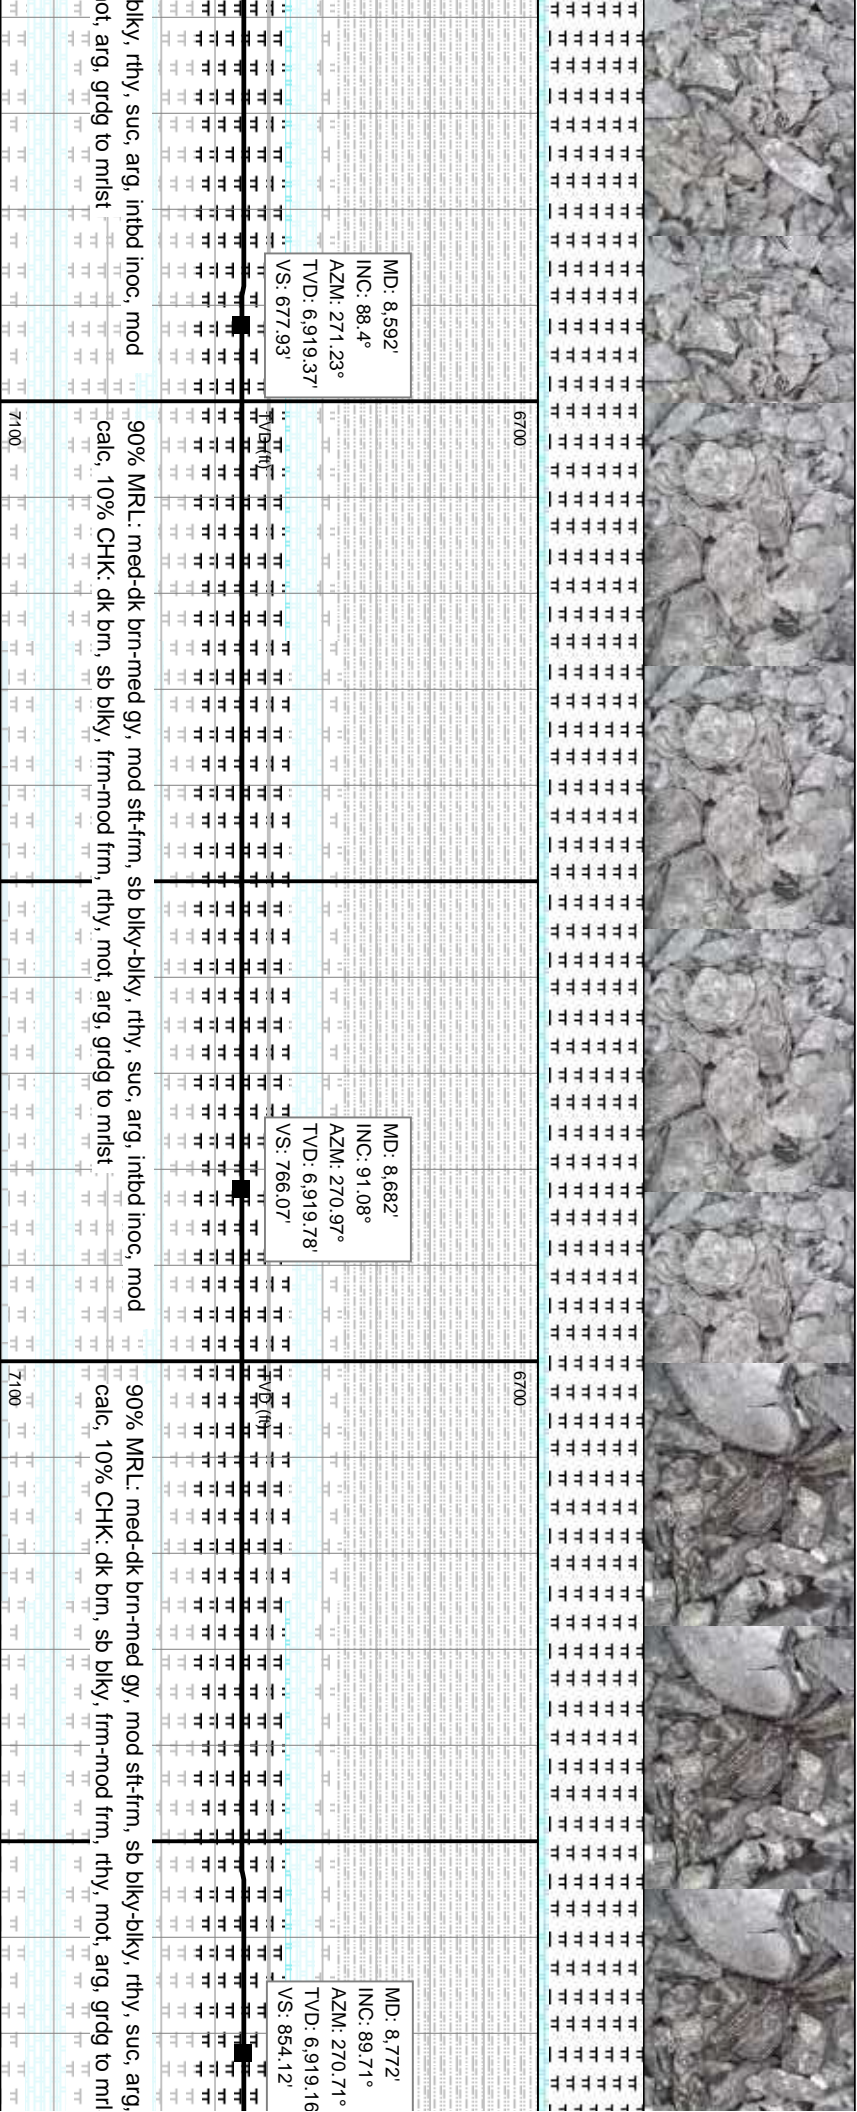 blky, rthy, suc, arg, intbd inoc, mod
ot, arg, grdg to mrlst
MD: 8,592'
INC: 88.4°
AZM: 271.23°
TVD: 6,919.37'
VS: 677.93'
6700
TVD (ft)
7100
90% MRL: med-dk brn-med gy, mod sft-frm, sb blky-blky, rthy, suc, arg, intbd inoc, mod
calc, 10% CHK: dk brn, sb blky, frm-mod frm, rthy, mot, arg, grdg to mrlst
MD: 8,682'
INC: 91.08°
AZM: 270.97°
TVD: 6,919.78'
VS: 766.07'
6700
TVD (ft)
7100
90% MRL: med-dk brn-med gy, mod sft-frm, sb blky-blky, rthy, suc, arg,
calc, 10% CHK: dk brn, sb blky, frm-mod frm, rthy, mot, arg, grdg to mrl
MD: 8,772'
INC: 89.71°
AZM: 270.71°
TVD: 6,919.16
VS: 854.12'